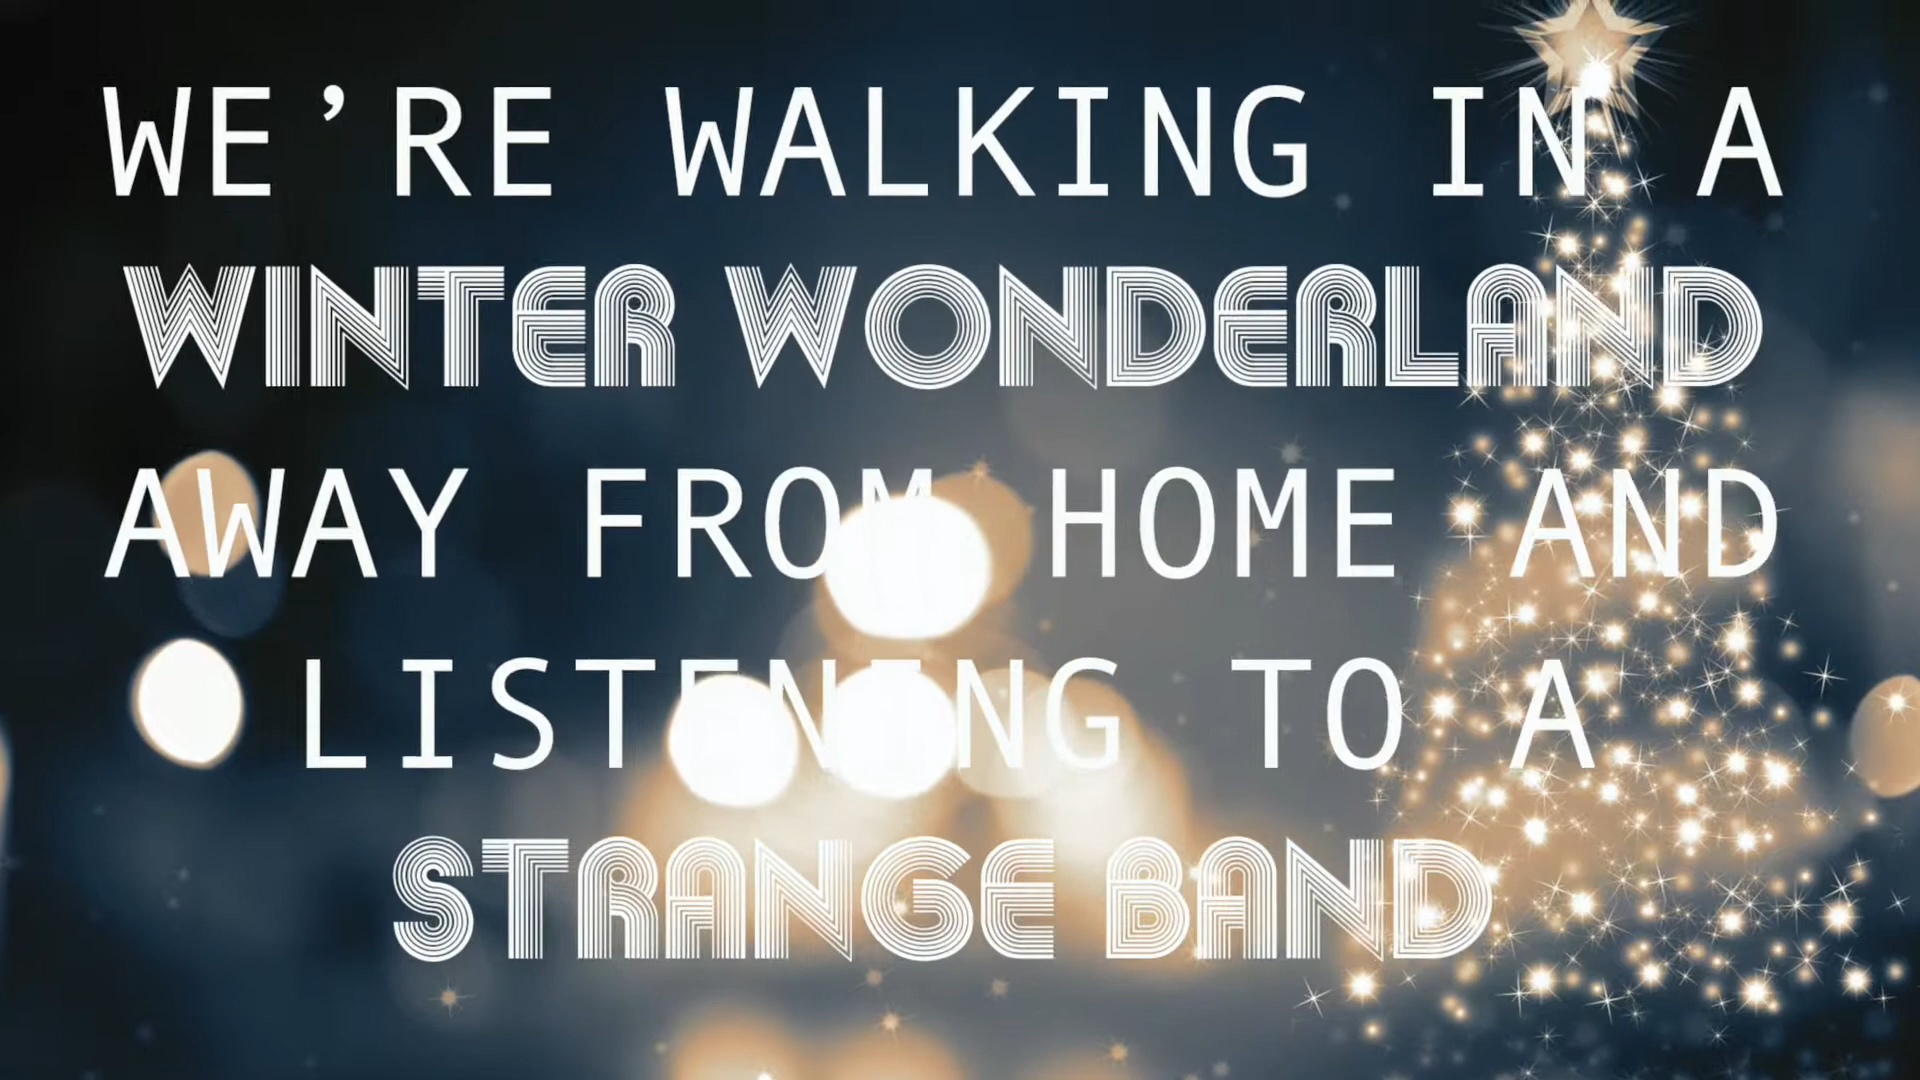 WE’RE WALKING IN A
WINTER WONDERLAND
AWAY FROM HOME AND
LISTENING TO A
STRANGE BAND